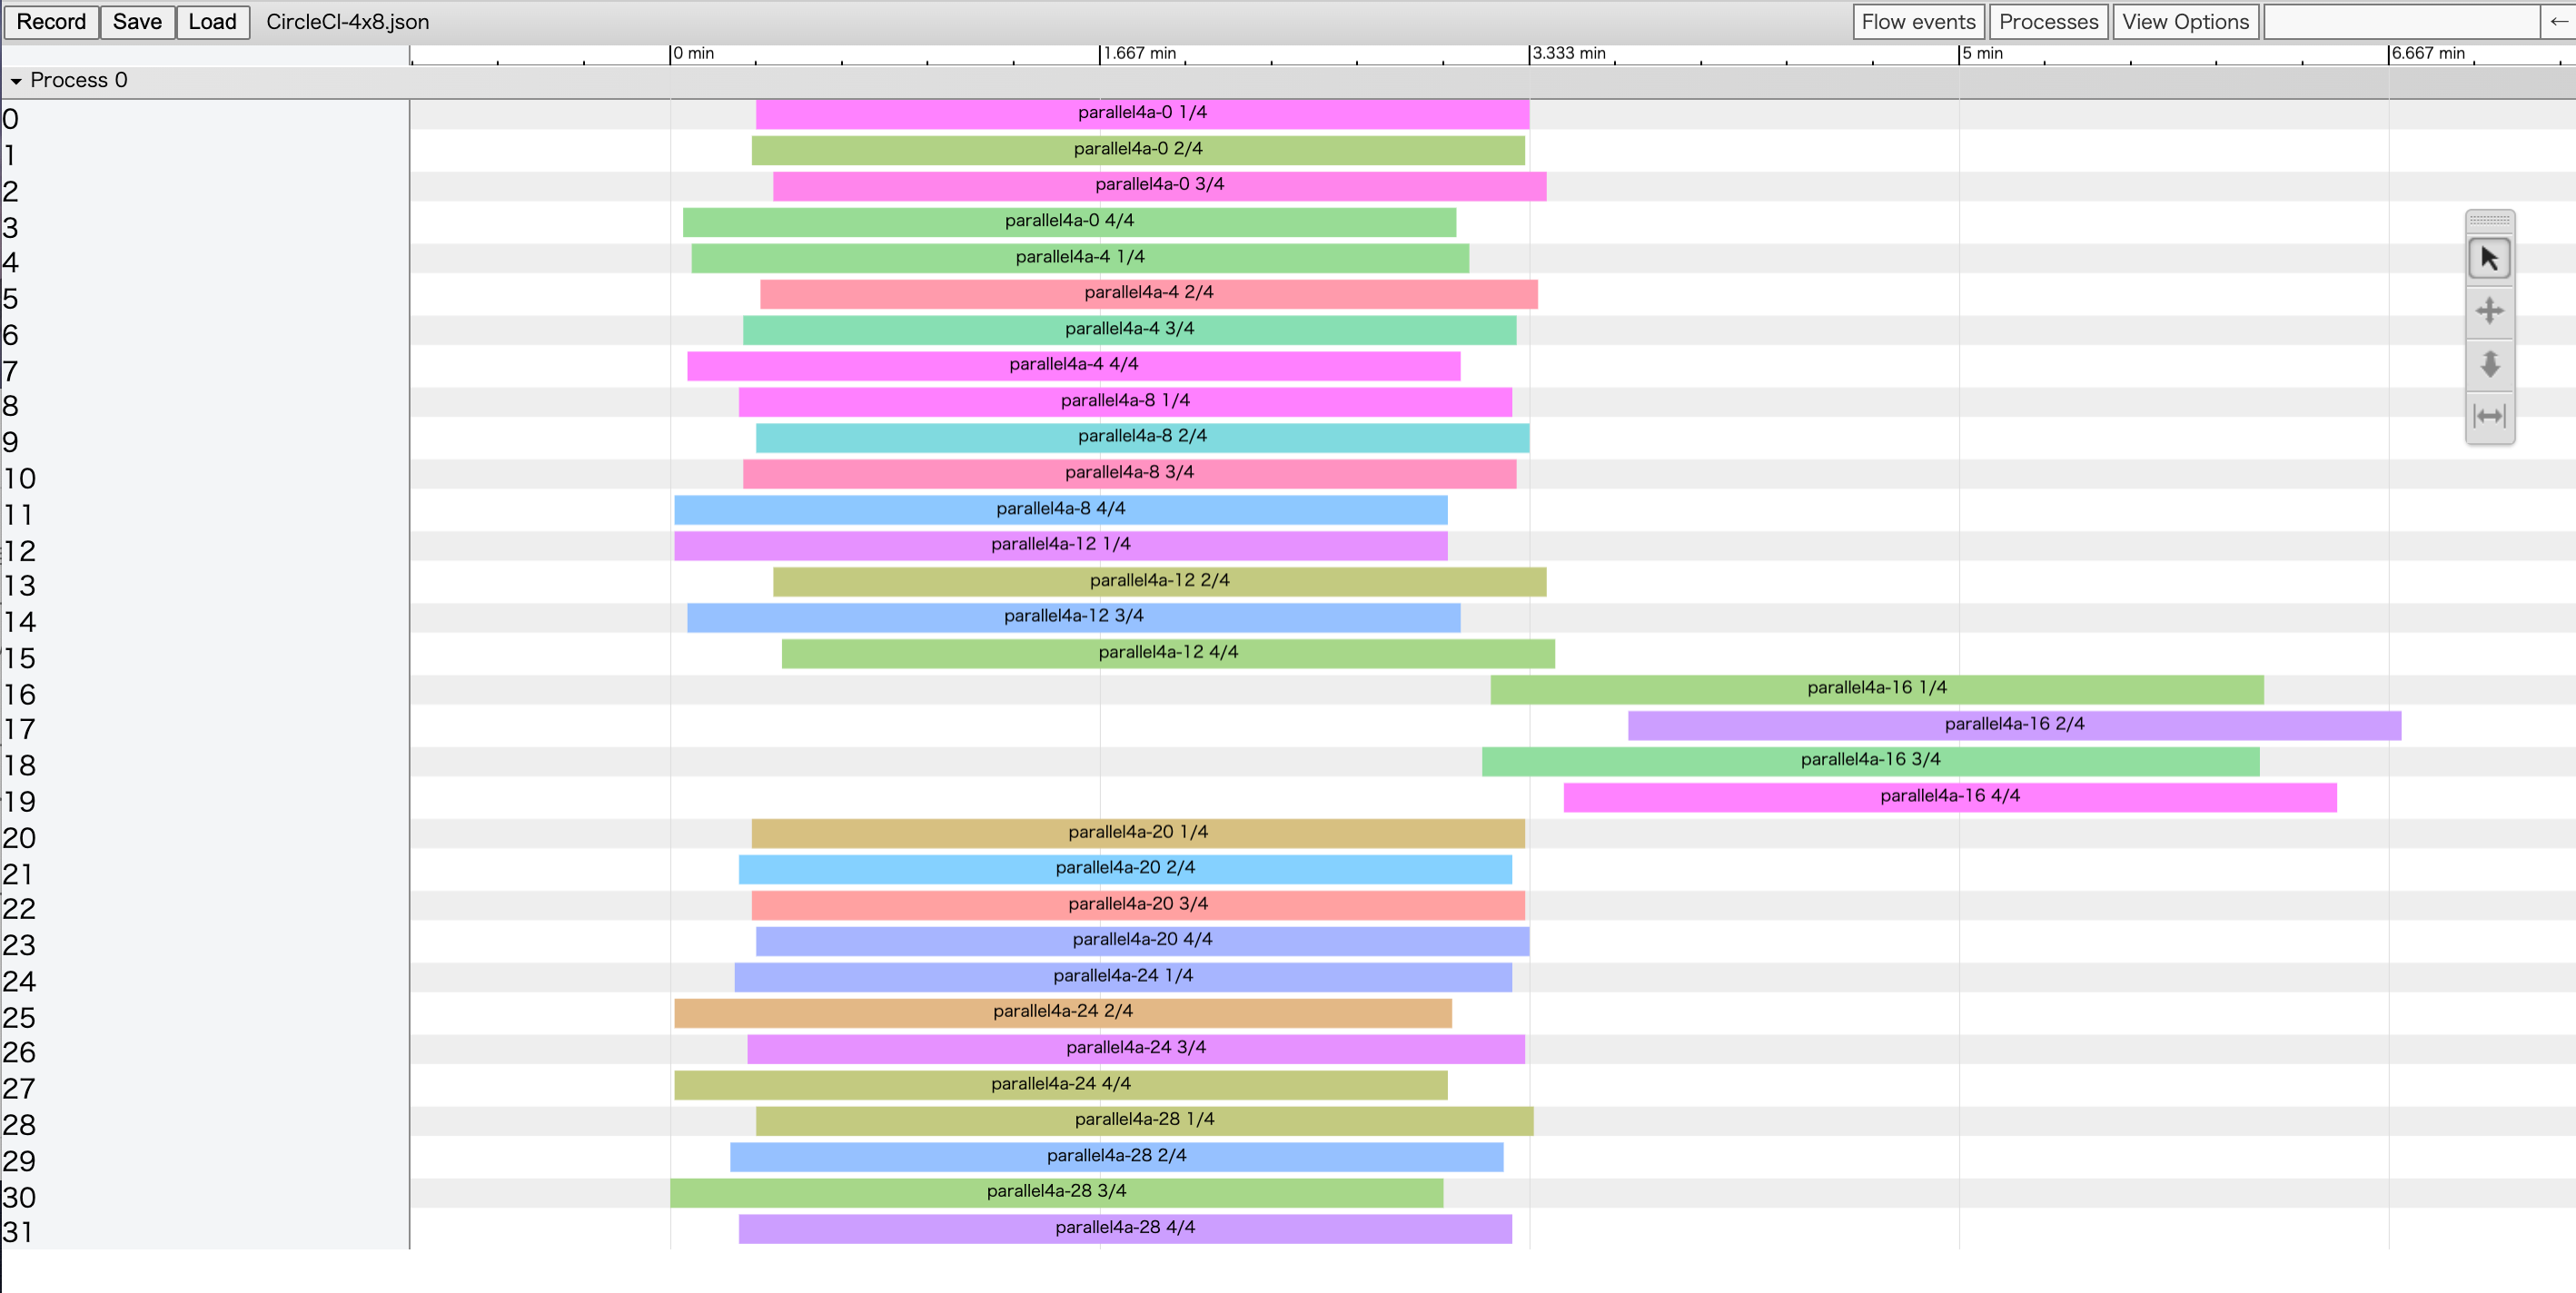 Record Save Load CircleCI-4x8.json Flow events Processes View Options ←
0 min 1.667 min 3.333 min 5 min 6.667 min
Process 0
0 parallel4a-0 1/4
1 parallel4a-0 2/4
2 parallel4a-0 3/4
3 parallel4a-0 4/4
4 parallel4a-4 1/4
5 parallel4a-4 2/4
6 parallel4a-4 3/4
7 parallel4a-4 4/4
8 parallel4a-8 1/4
9 parallel4a-8 2/4
10 parallel4a-8 3/4
11 parallel4a-8 4/4
12 parallel4a-12 1/4
13 parallel4a-12 2/4
14 parallel4a-12 3/4
15 parallel4a-12 4/4
16 parallel4a-16 1/4
17 parallel4a-16 2/4
18 parallel4a-16 3/4
19 parallel4a-16 4/4
20 parallel4a-20 1/4
21 parallel4a-20 2/4
22 parallel4a-20 3/4
23 parallel4a-20 4/4
24 parallel4a-24 1/4
25 parallel4a-24 2/4
26 parallel4a-24 3/4
27 parallel4a-24 4/4
28 parallel4a-28 1/4
29 parallel4a-28 2/4
30 parallel4a-28 3/4
31 parallel4a-28 4/4